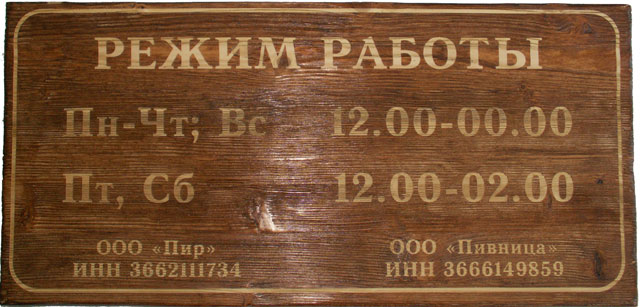 РЕЖИМ РАБОТЫ
Пн-Чт; Вс 12.00-00.00
Пт, Сб 12.00-02.00
ООО «Пир» ООО «Пивница»
ИНН 3662111734 ИНН 3666149859